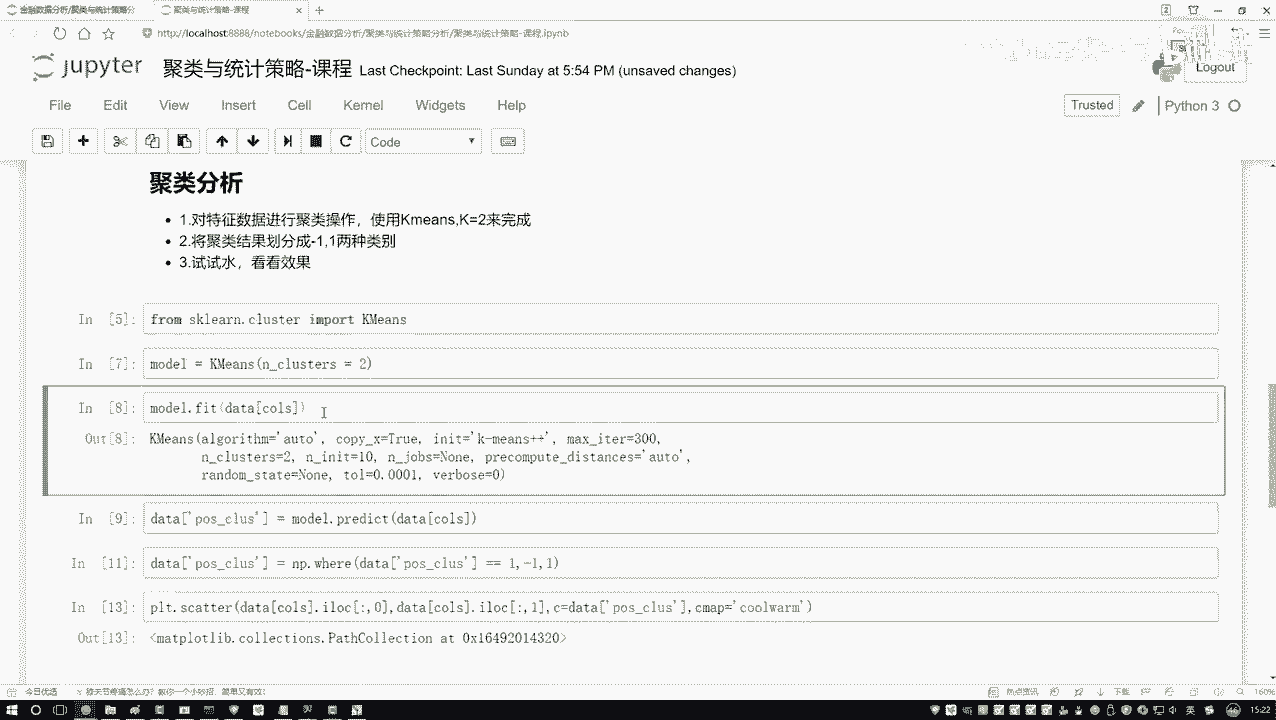 金融数据分析/聚类与统计策略分
聚类与统计策略-课程
http://localhost:8888/notebooks/金融数据分析/聚类与统计策略分析/聚类与统计策略-课程.ipynb
jupyter 聚类与统计策略-课程 Last Checkpoint: Last Sunday at 5:54 PM (unsaved changes)
Logout
File Edit View Insert Cell Kernel Widgets Help
Trusted Python 3
Code
聚类分析
1.对特征数据进行聚类操作，使用Kmeans,K=2来完成
2.将聚类结果划分成-1,1两种类别
3.试试水，看看效果
In [5]: from sklearn.cluster import KMeans
In [7]: model = KMeans(n_clusters = 2)
In [8]: model.fit(data[cols])
Out[8]: KMeans(algorithm='auto', copy_x=True, init='k-means++', max_iter=300,
n_clusters=2, n_init=10, n_jobs=None, precompute_distances='auto',
random_state=None, tol=0.0001, verbose=0)
In [9]: data['pos_clus'] = model.predict(data[cols])
In [11]: data['pos_clus'] = np.where(data['pos_clus'] == 1,-1,1)
In [13]: plt.scatter(data[cols].iloc[:,0],data[cols].iloc[:,1],c=data['pos_clus'],cmap='coolwarm')
Out[13]: <matplotlib.collections.PathCollection at 0x16492014320>
今日优选
热点资讯
下载
160%
英
15:22